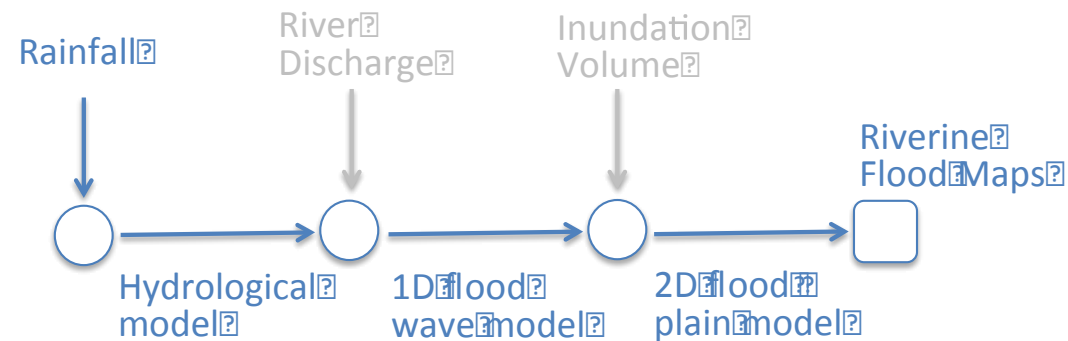 Rainfall
River
Discharge
Inundation
Volume
Riverine
Flood Maps
Hydrological
model
1D flood
wave model
2D flood
plain model